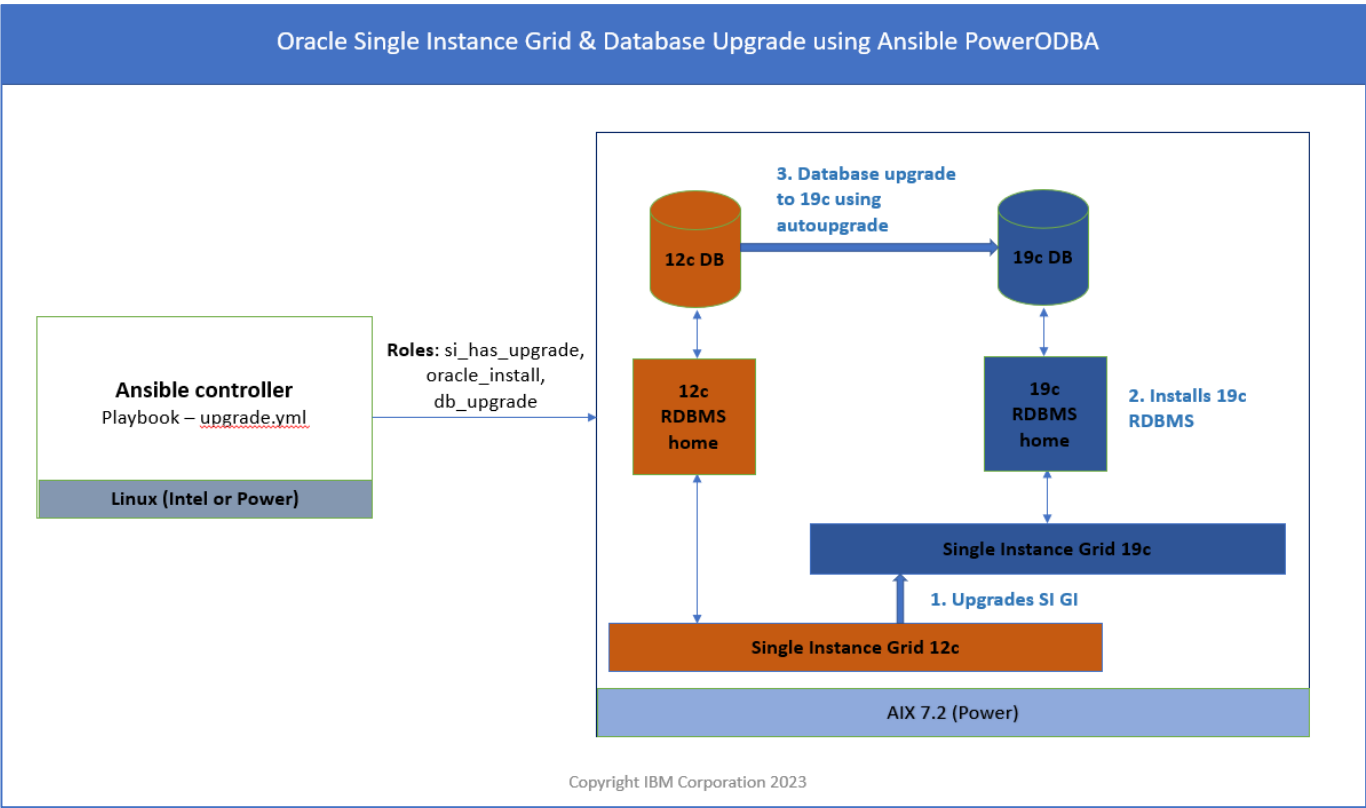 Oracle Single Instance Grid & Database Upgrade using Ansible PowerODBA
3. Database upgrade
to 19c using
autoupgrade
12c DB
19c DB
Ansible controller
Playbook – upgrade.yml
Linux (Intel or Power)
Roles: si_has_upgrade,
oracle_install,
db_upgrade
12c
RDBMS
home
19c
RDBMS
home
2. Installs 19c
RDBMS
Single Instance Grid 19c
1. Upgrades SI GI
Single Instance Grid 12c
AIX 7.2 (Power)
Copyright IBM Corporation 2023